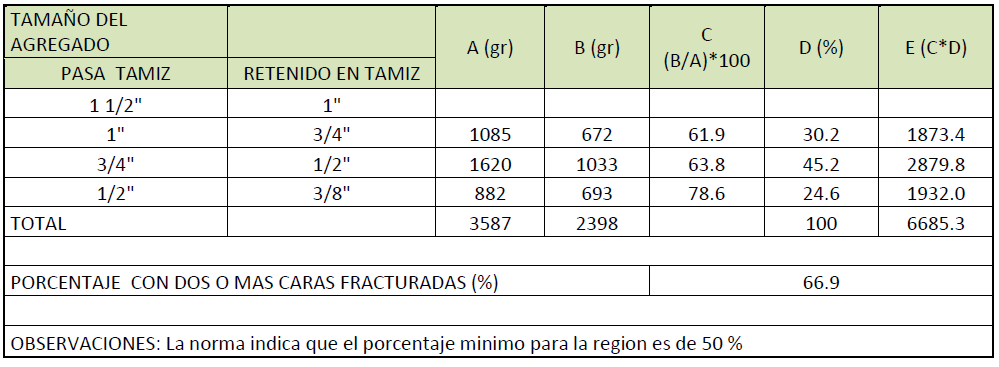 TAMAÑO DEL
AGREGADO
A (gr) B (gr) C
(B/A)*100 D (%) E (C*D)
PASA TAMIZ RETENIDO EN TAMIZ
1 1/2" 1"
1" 3/4" 1085 672 61.9 30.2 1873.4
3/4" 1/2" 1620 1033 63.8 45.2 2879.8
1/2" 3/8" 882 693 78.6 24.6 1932.0
TOTAL 3587 2398 100 6685.3
PORCENTAJE CON DOS O MAS CARAS FRACTURADAS (%) 66.9
OBSERVACIONES: La norma indica que el porcentaje minimo para la region es de 50 %